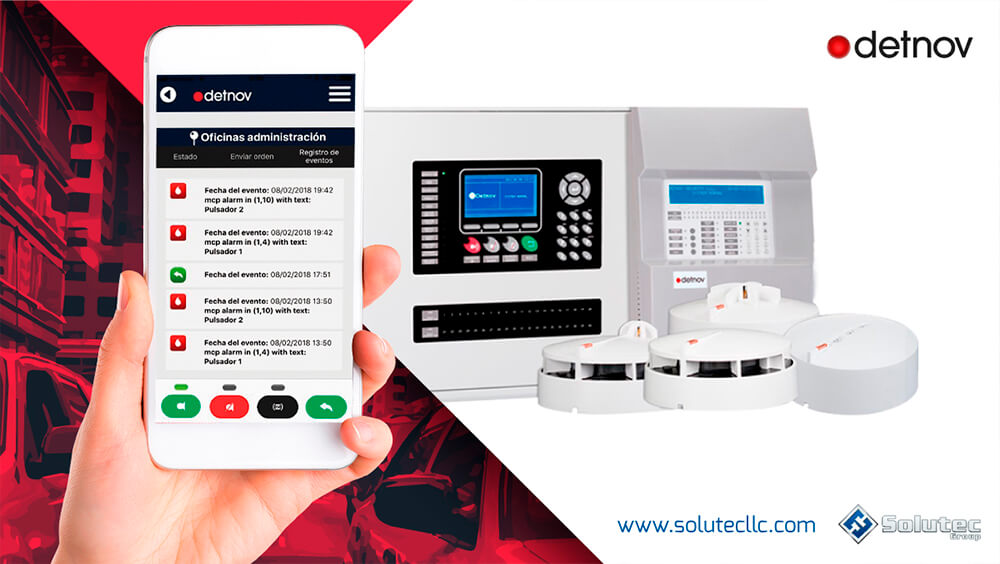 detnov
detnov
Oficinas administración
Estado
Enviar orden
Registro de
eventos
Fecha del evento: 08/02/2018 19:42
mcp alarm in (1,10) with text:
Pulsador 2
Fecha del evento: 08/02/2018 19:42
mcp alarm in (1,4) with text:
Pulsador 1
Fecha del evento: 08/02/2018 17:51
Fecha del evento: 08/02/2018 13:50
mcp alarm in (1,10) with text:
Pulsador 2
Fecha del evento: 08/02/2018 13:50
mcp alarm in (1,4) with text:
Pulsador 1
Detnov
detnov
www.solutecllc.com
Solutec
Group